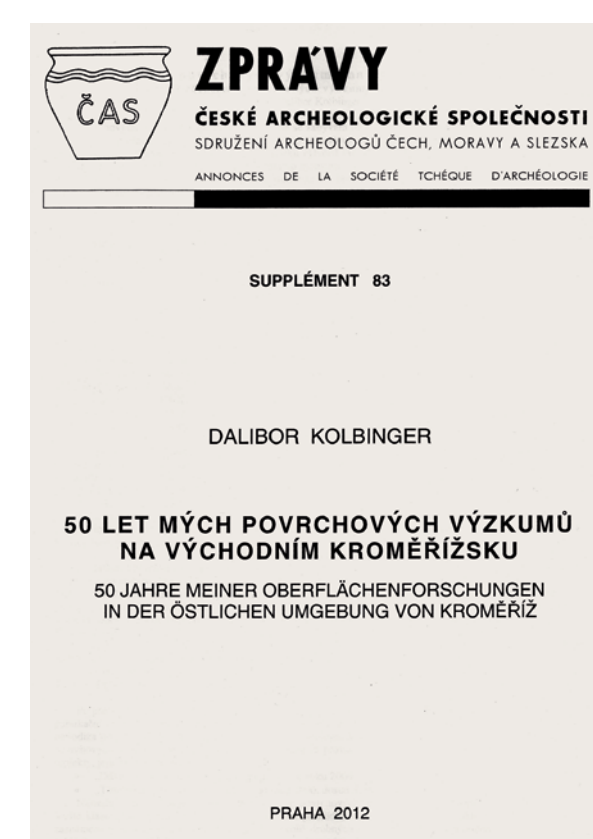 ČAS
ZPRÁVY
ČESKÉ ARCHEOLOGICKÉ SPOLEČNOSTI
SDRUŽENÍ ARCHEOLOGŮ ČECH, MORAVY A SLEZSKA
ANNONCES DE LA SOCIÉTÉ TCHÉQUE D'ARCHÉOLOGIE
SUPPLÉMENT 83
DALIBOR KOLBINGER
50 LET MÝCH POVRCHOVÝCH VÝZKUMŮ
NA VÝCHODNÍM KROMĚŘÍŽSKU
50 JAHRE MEINER OBERFLÄCHENFORSCHUNGEN
IN DER ÖSTLICHEN UMGEBUNG VON KROMĚŘÍŽ
PRAHA 2012